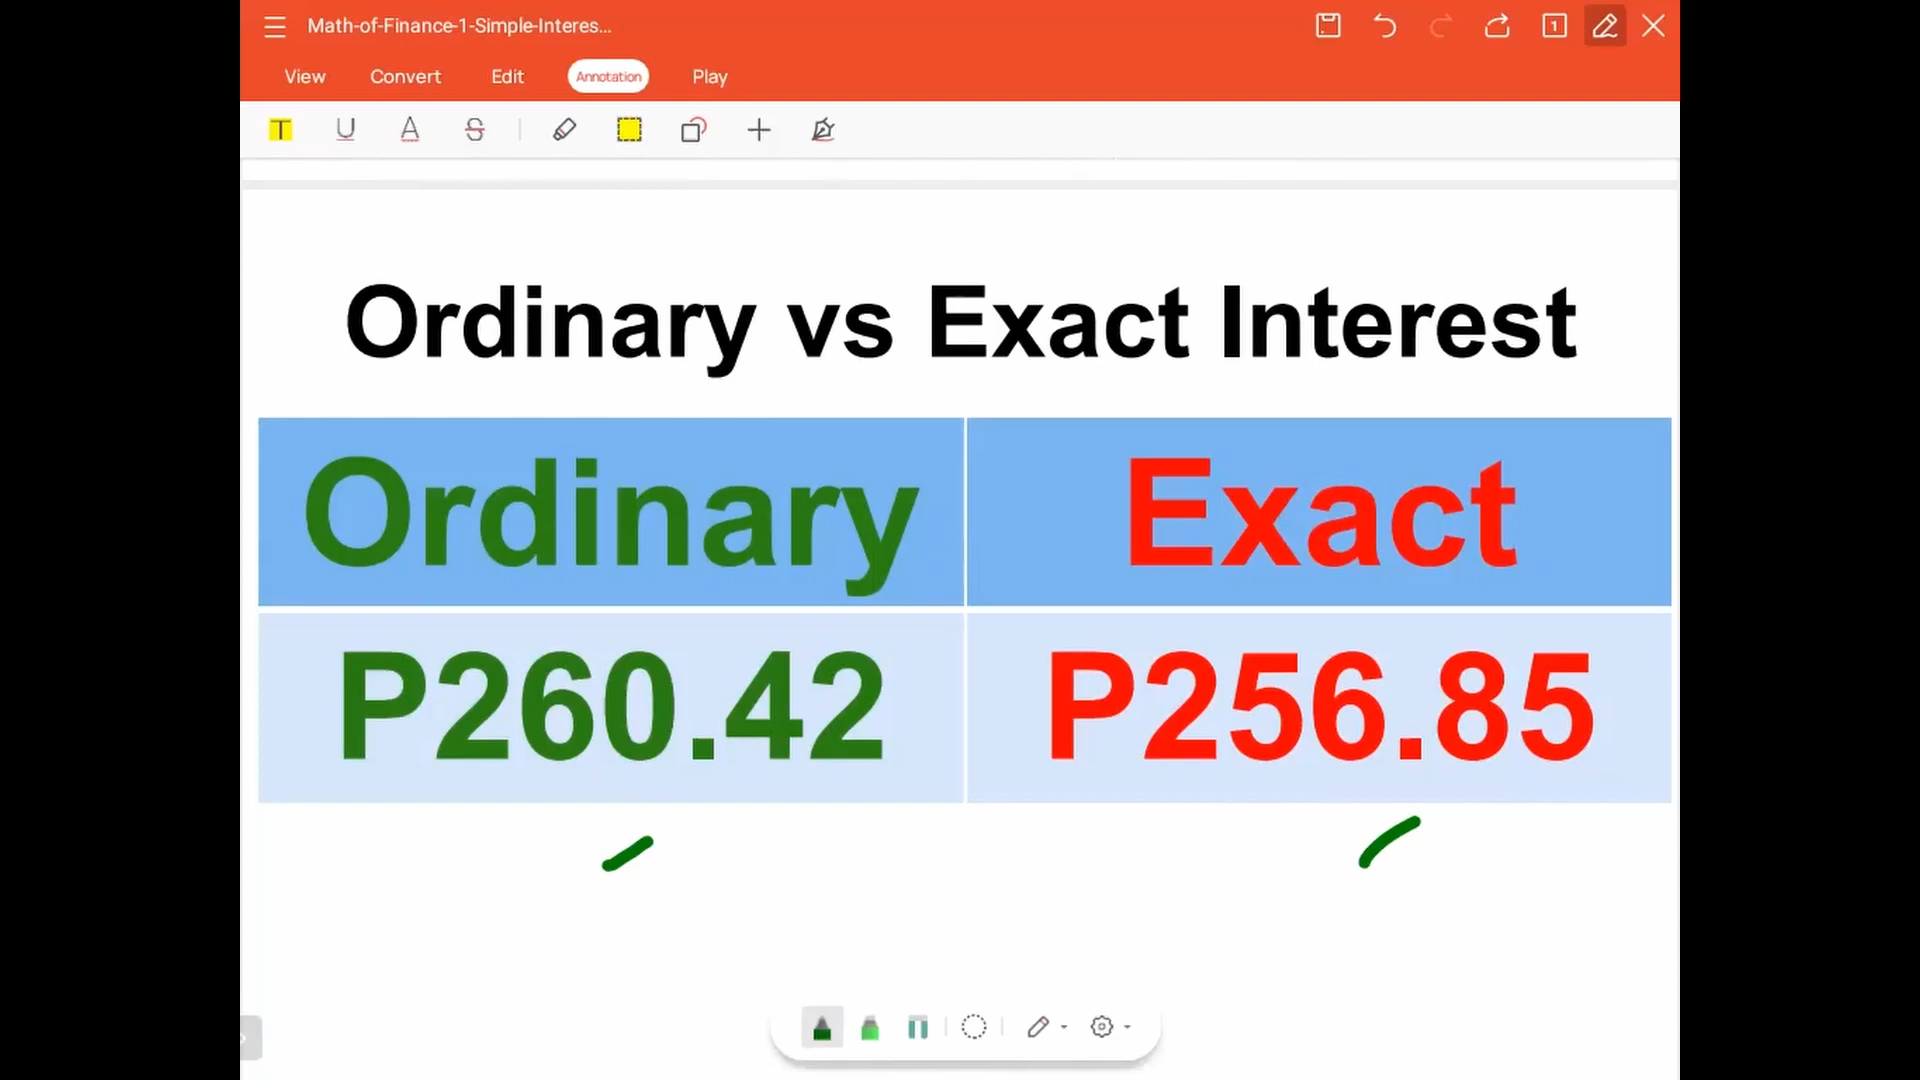 Math-of-Finance-1-Simple-Interes...
1
View Convert Edit Annotation Play
T U A S
Ordinary vs Exact Interest
Ordinary Exact
P260.42 P256.85